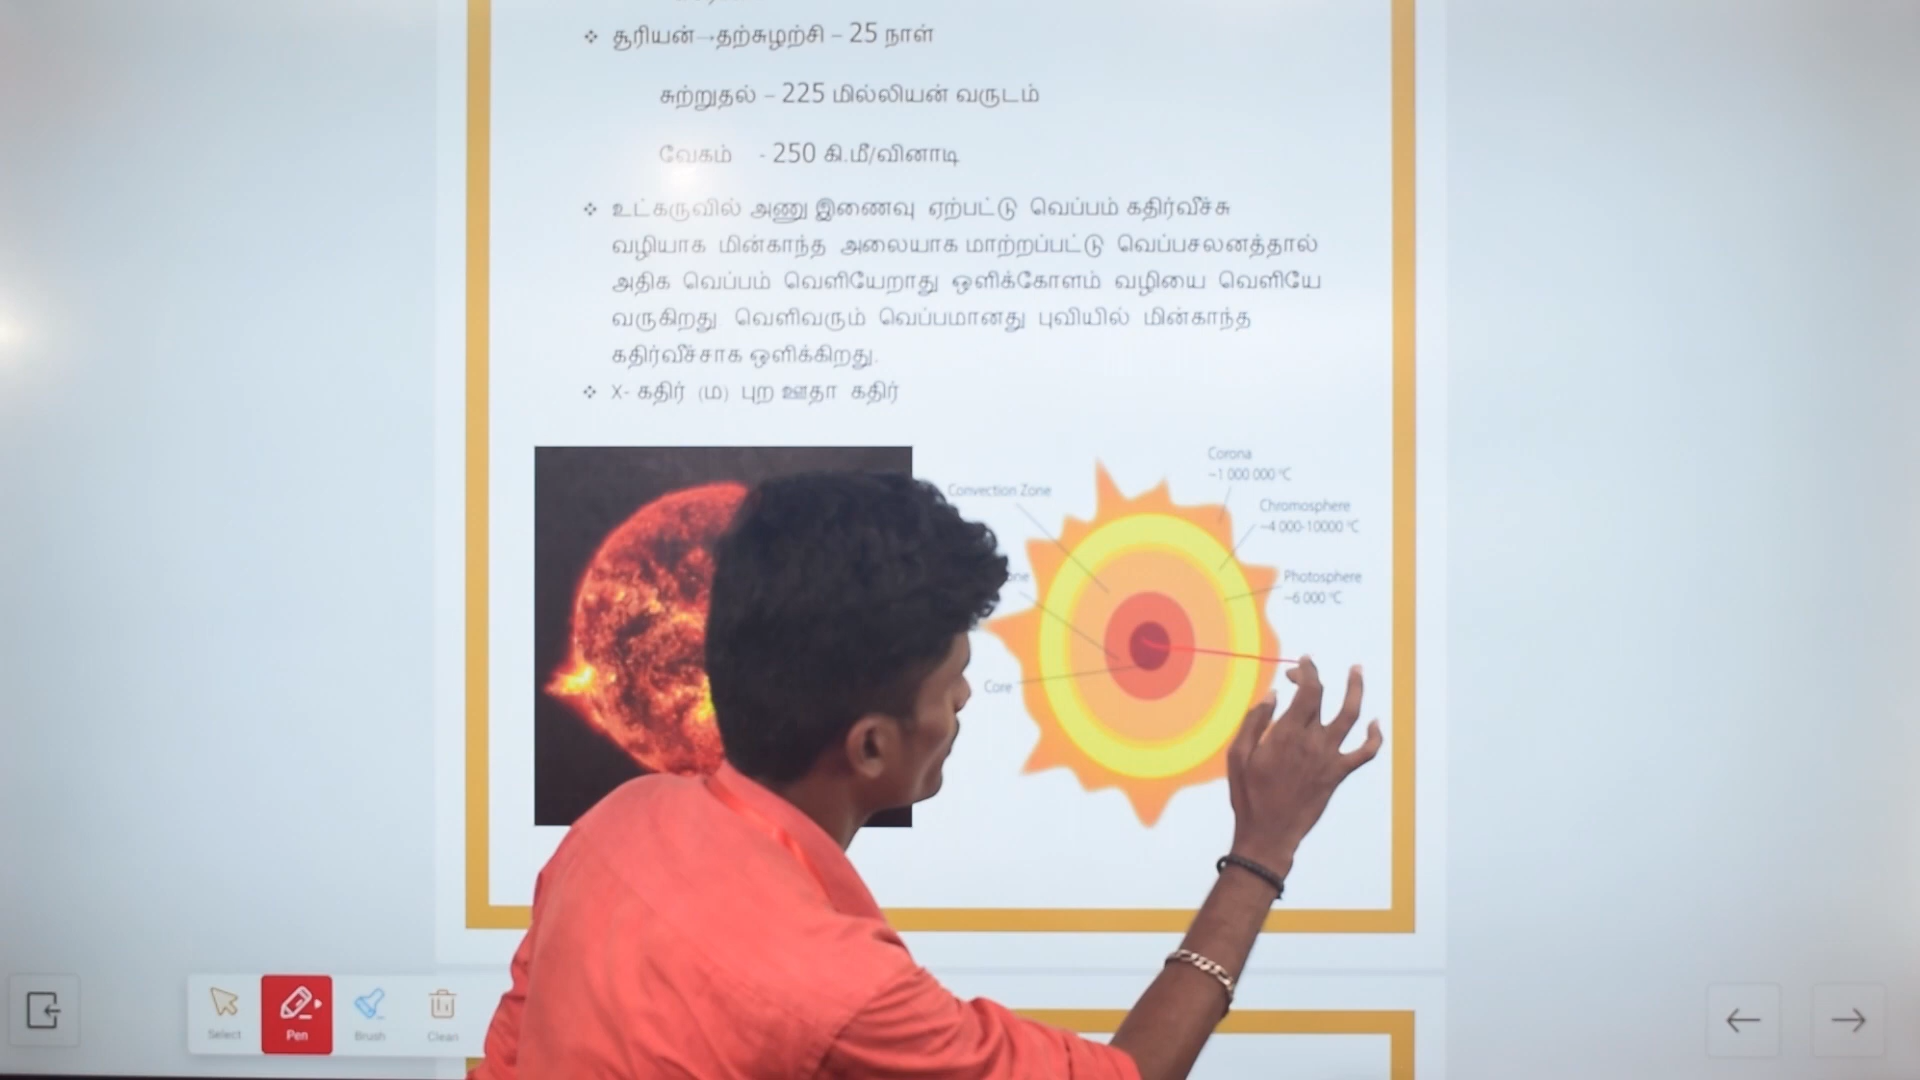 ❖ சூரியன்→தற்சுழற்சி – 25 நாள்
சுற்றுதல் – 225 மில்லியன் வருடம்
வேகம் - 250 கி.மீ/வினாடி
❖ உட்கருவில் அணு இணைவு ஏற்பட்டு வெப்பம் கதிர்வீச்சு
வழியாக மின்காந்த அலையாக மாற்றப்பட்டு வெப்பசலனத்தால்
அதிக வெப்பம் வெளியேறாது ஒளிக்கோளம் வழியை வெளியே
வருகிறது வெளிவரும் வெப்பமானது புவியில் மின்காந்த
கதிர்வீச்சாக ஒளிக்கிறது.
❖ X- கதிர் (ம) புற ஊதா கதிர்
Corona
~1 000 000 °C
Convection Zone
Chromosphere
~4 000-10000 °C
Photosphere
~6 000 °C
Core
Select
Pen
Brush
Clean